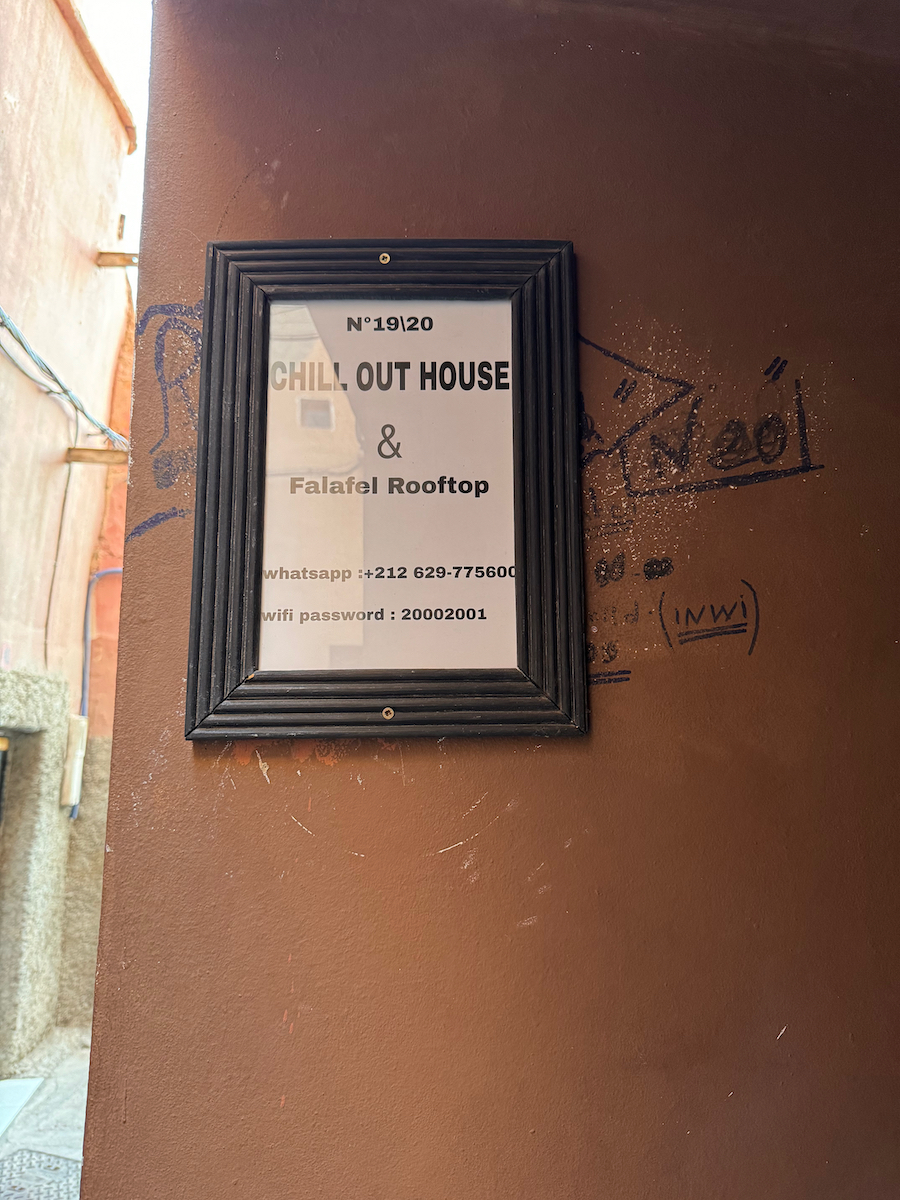 N°19\20
CHILL OUT HOUSE
&
Falafel Rooftop
whatsapp :+212 629-775600
wifi password : 20002001
N° 20
(INWi)